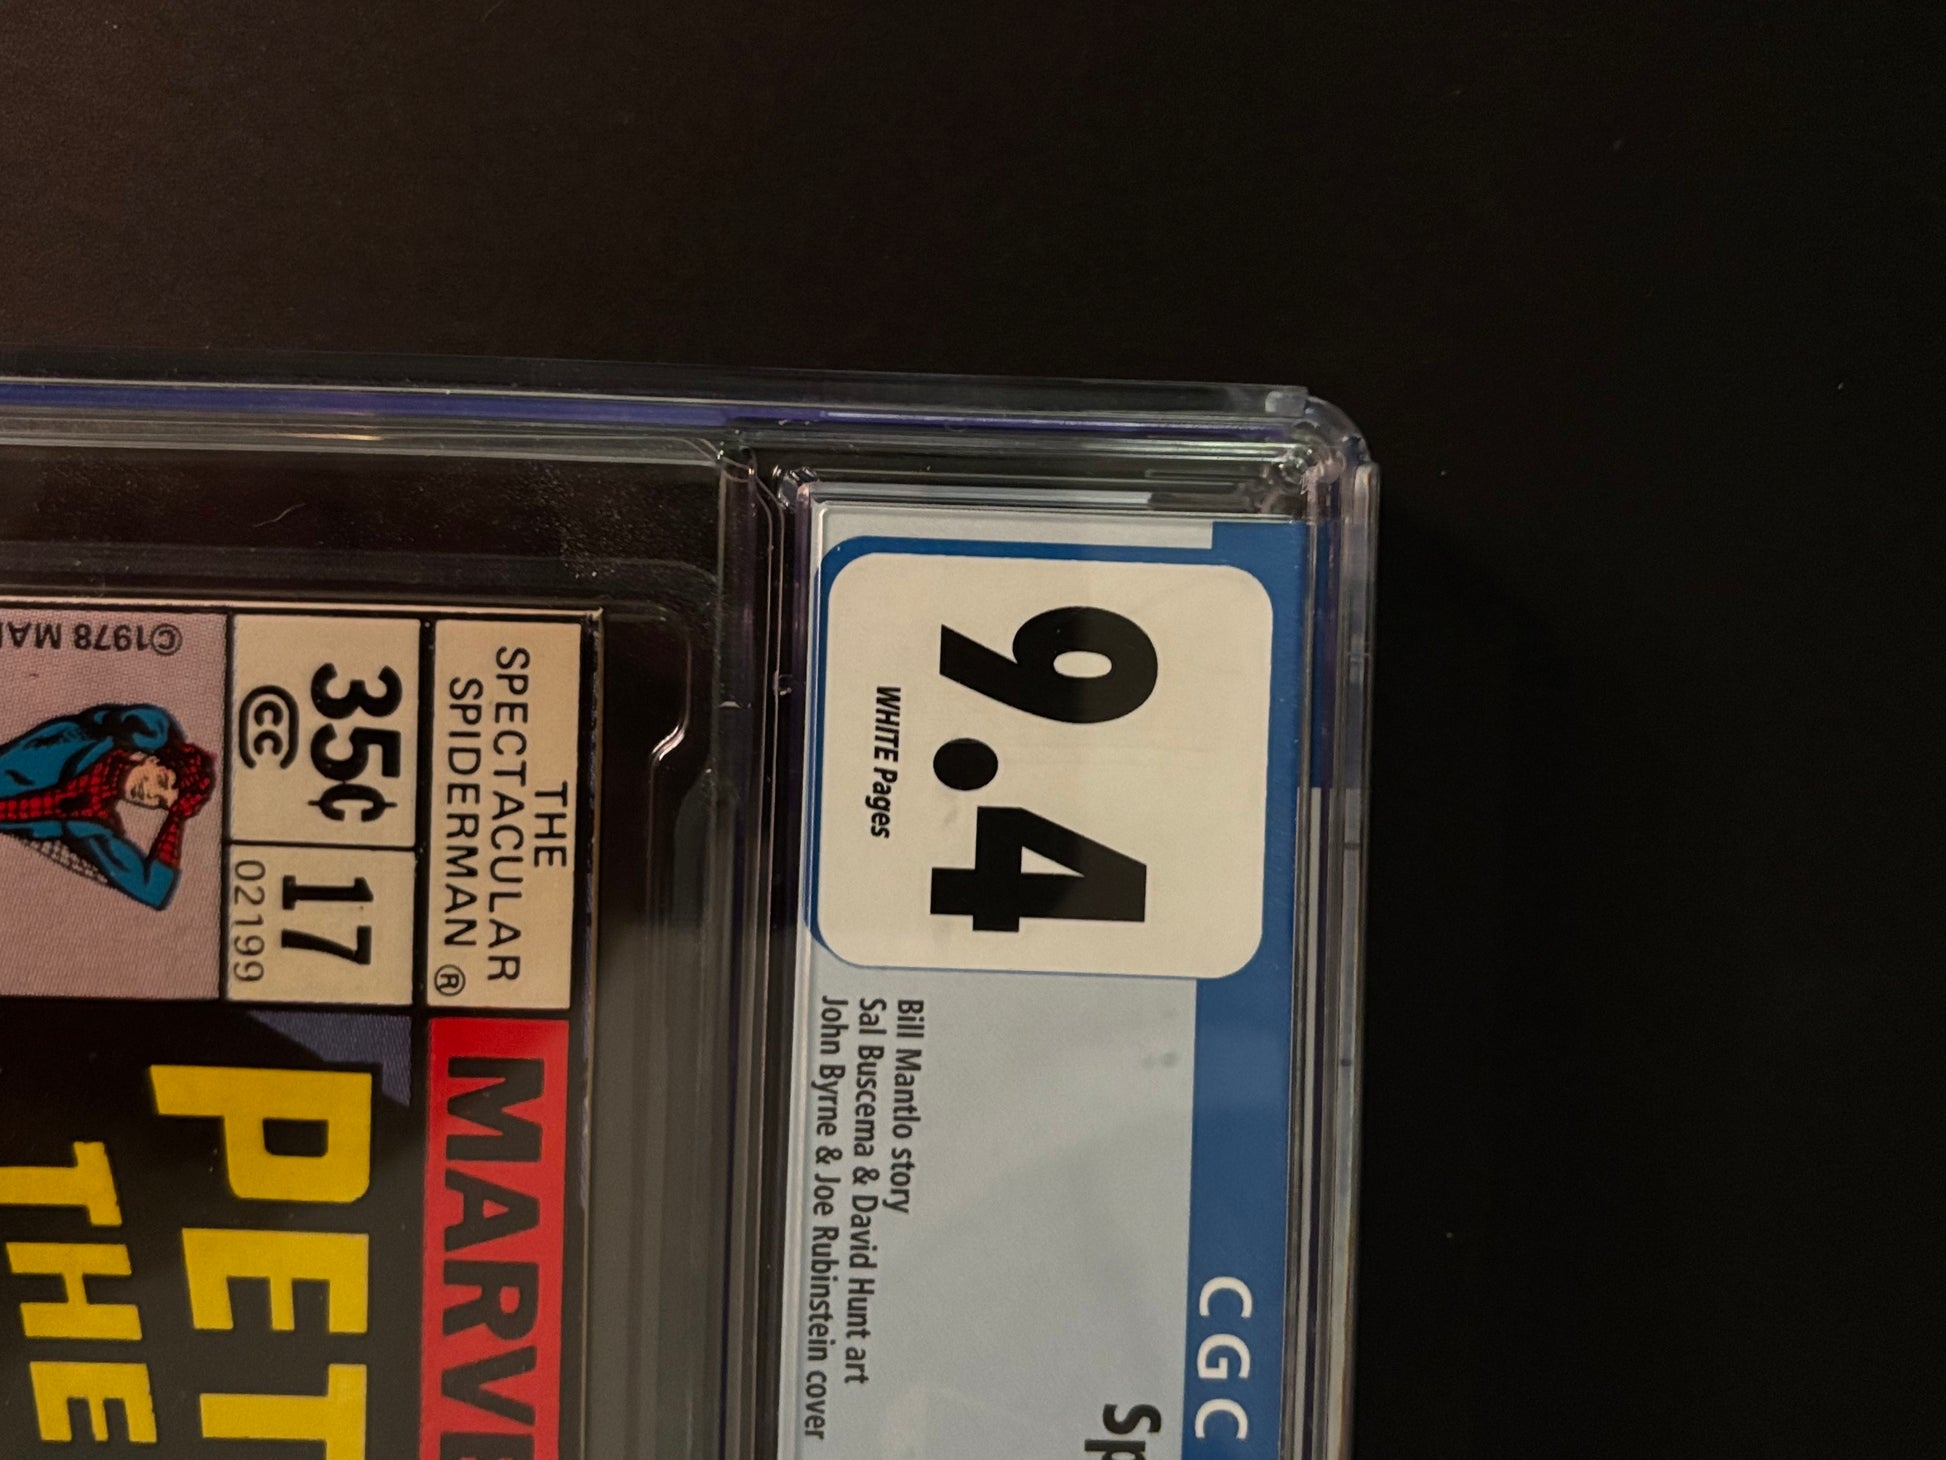 CGC
9.4
WHITE Pages
Sp
Bill Mantlo story
Sal Buscema & David Hunt art
John Byrne & Joe Rubinstein cover
THE
SPECTACULAR
SPIDERMAN ®
MARV
35¢ 17
CC 02199
©1978 MAR
PET
THE